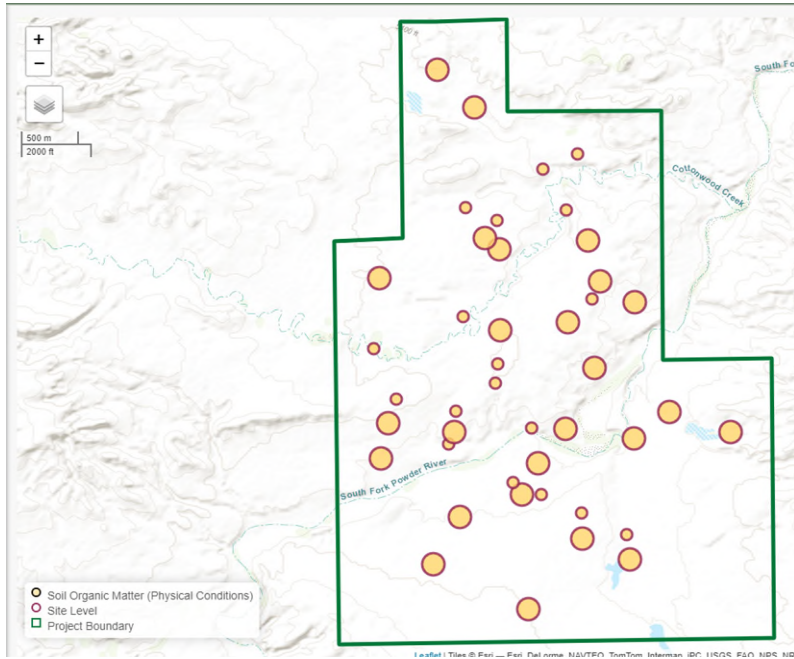 +
−
500 m
2000 ft
South Fo
Cottonwood Creek
South Fork Powder River
Soil Organic Matter (Physical Conditions)
Site Level
Project Boundary
Leaflet | Tiles © Esri — Esri, DeLorme, NAVTEQ, TomTom, Intermap, iPC, USGS, FAO, NPS, NR